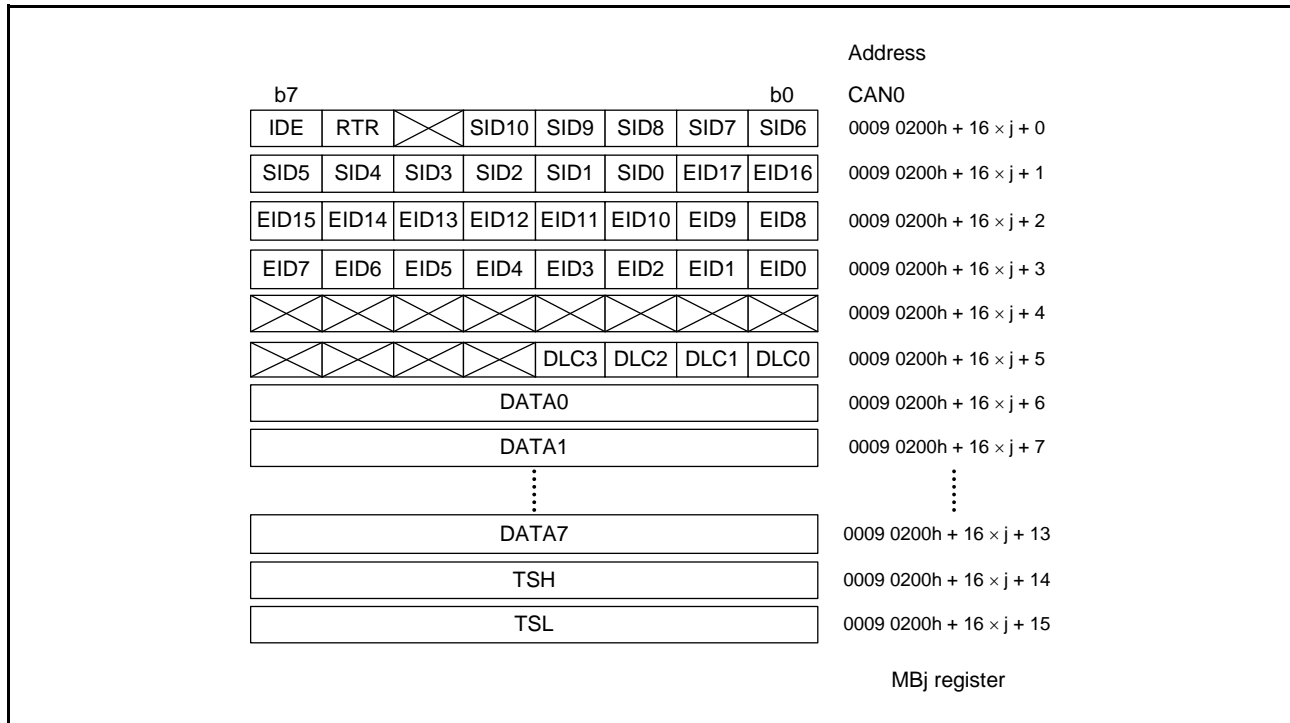 Address
b7 b0 CAN0
IDE RTR SID10 SID9 SID8 SID7 SID6 0009 0200h + 16 × j + 0
SID5 SID4 SID3 SID2 SID1 SID0 EID17 EID16 0009 0200h + 16 × j + 1
EID15 EID14 EID13 EID12 EID11 EID10 EID9 EID8 0009 0200h + 16 × j + 2
EID7 EID6 EID5 EID4 EID3 EID2 EID1 EID0 0009 0200h + 16 × j + 3
0009 0200h + 16 × j + 4
DLC3 DLC2 DLC1 DLC0 0009 0200h + 16 × j + 5
DATA0 0009 0200h + 16 × j + 6
DATA1 0009 0200h + 16 × j + 7
DATA7 0009 0200h + 16 × j + 13
TSH 0009 0200h + 16 × j + 14
TSL 0009 0200h + 16 × j + 15
MBj register